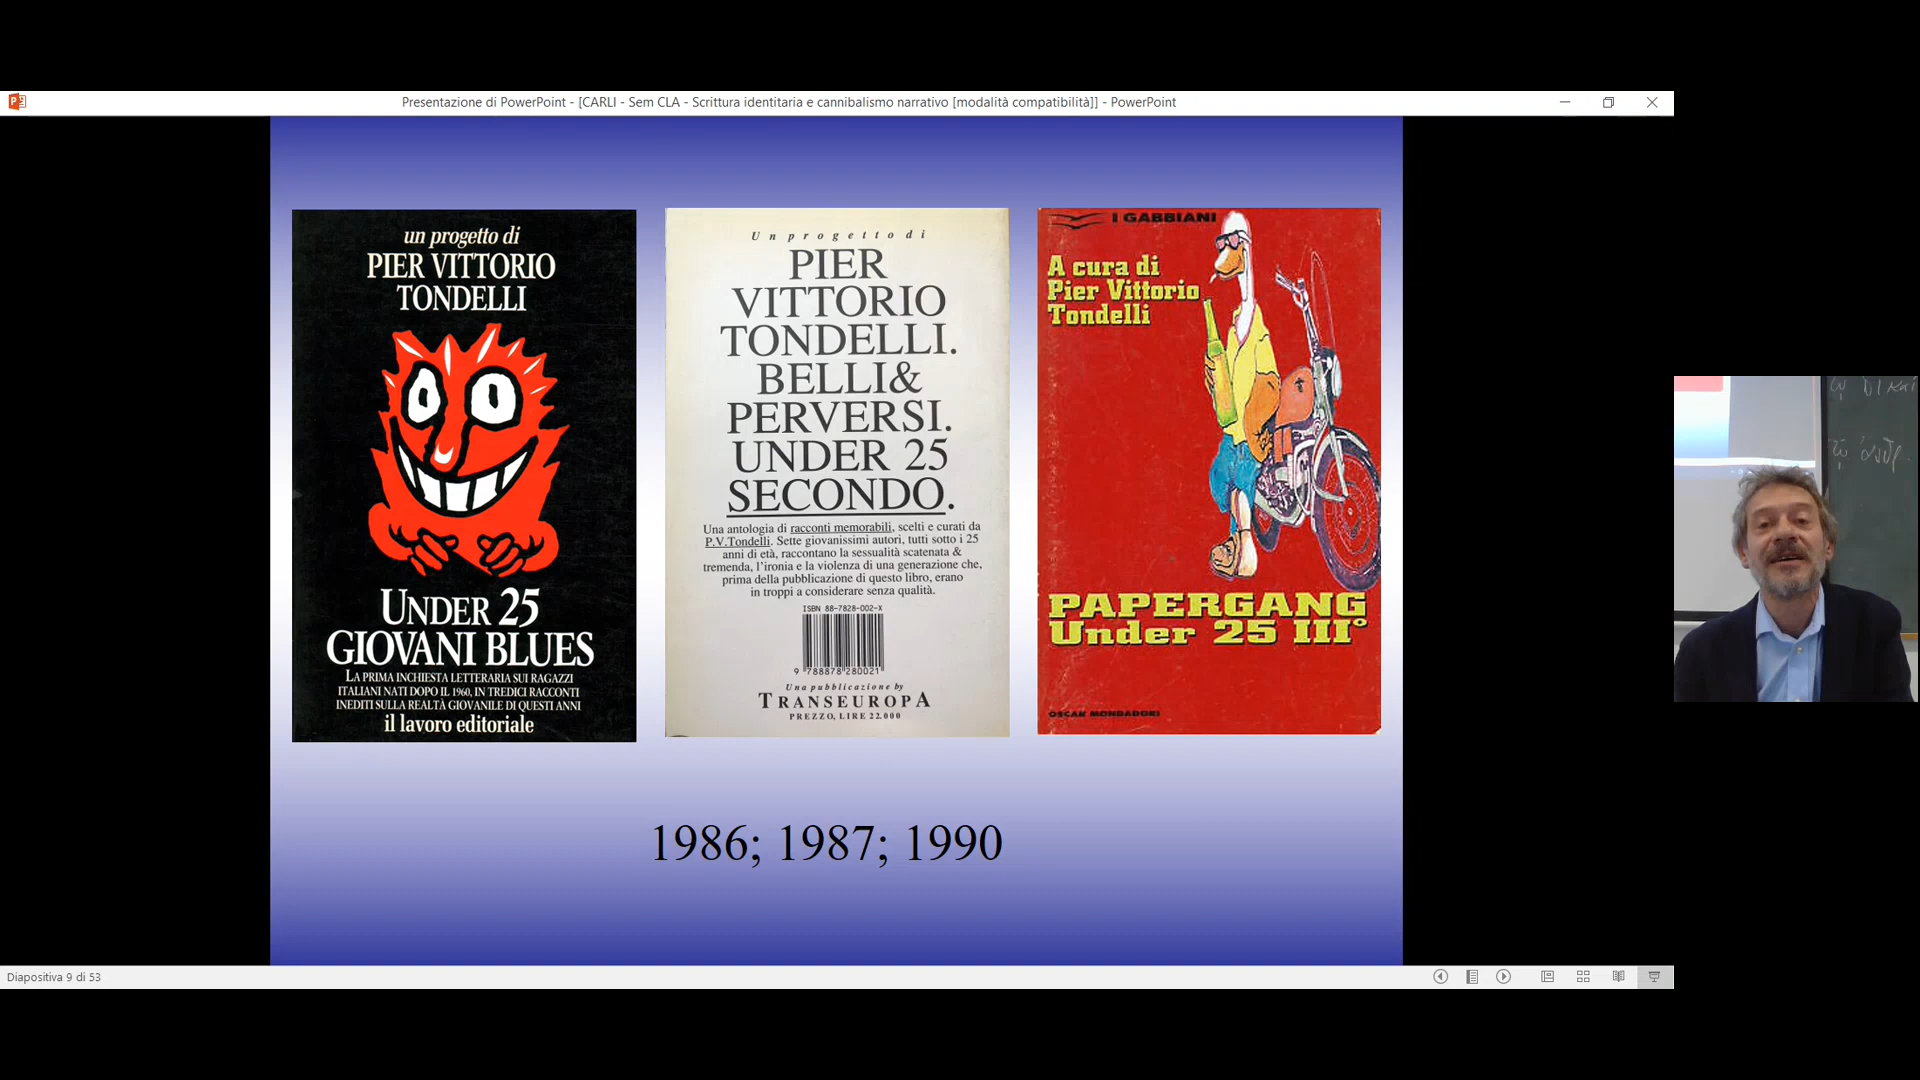 Presentazione di PowerPoint - [CARLI - Sem CLA - Scrittura identitaria e cannibalismo narrativo [modalità compatibilità]] - PowerPoint
un progetto di
PIER VITTORIO
TONDELLI
UNDER 25
GIOVANI BLUES
LA PRIMA INCHIESTA LETTERARIA SUI RAGAZZI
ITALIANI NATI DOPO IL 1960, IN TREDICI RACCONTI
INEDITI SULLA REALTÀ GIOVANILE DI QUESTI ANNI
il lavoro editoriale
Un progetto di
PIER
VITTORIO
TONDELLI.
BELLI&
PERVERSI.
UNDER 25
SECONDO.
Una antologia di racconti memorabili, scelti e curati da
P.V.Tondelli. Sette giovanissimi autori, tutti sotto i 25
anni di età, raccontano la sessualità scatenata &
tremenda, l'ironia e la violenza di una generazione che,
prima della pubblicazione di questo libro, erano
in troppi a considerare senza qualità.
ISBN 88-7828-002-X
9 788878 280021
Una pubblicazione by
TRANSEUROPA
PREZZO, LIRE 22.000
I GABBIANI
A cura di
Pier Vittorio
Tondelli
PAPERGANG
Under 25 III°
OSCAR MONDADORI
1986; 1987; 1990
Diapositiva 9 di 53